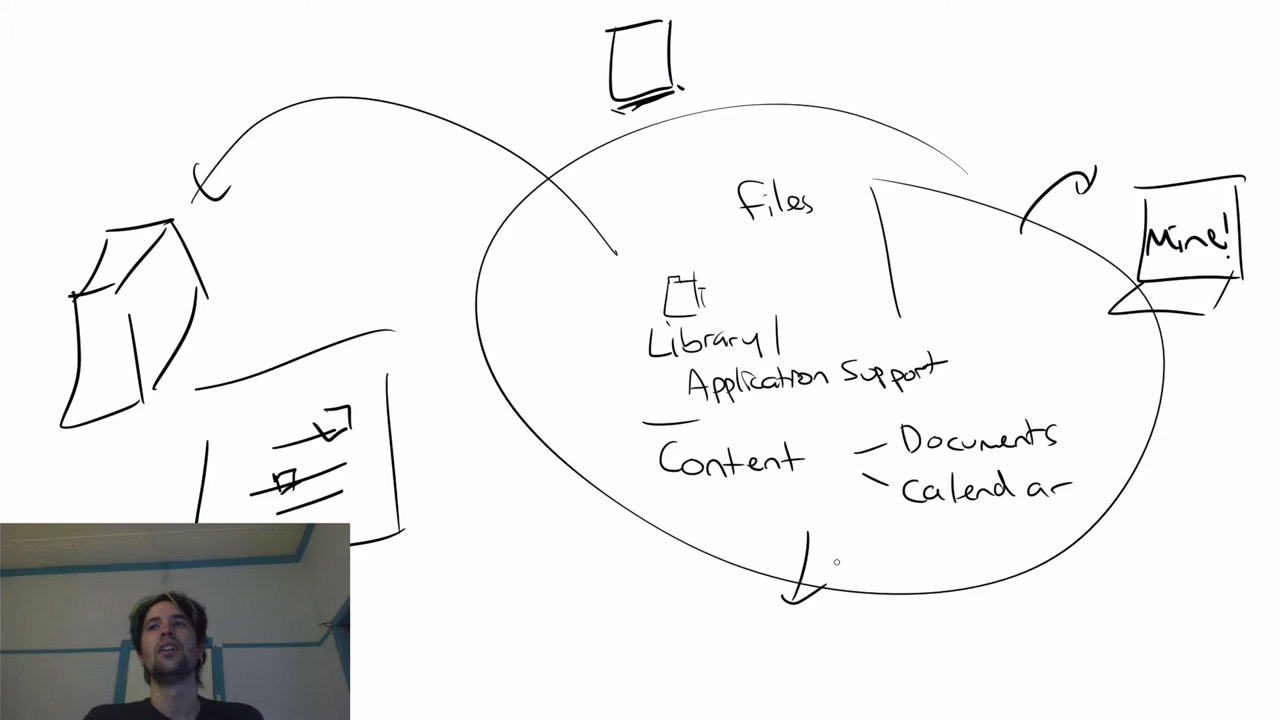 Files
Mine!
Library/
Application Support
Content
Documents
Calendar